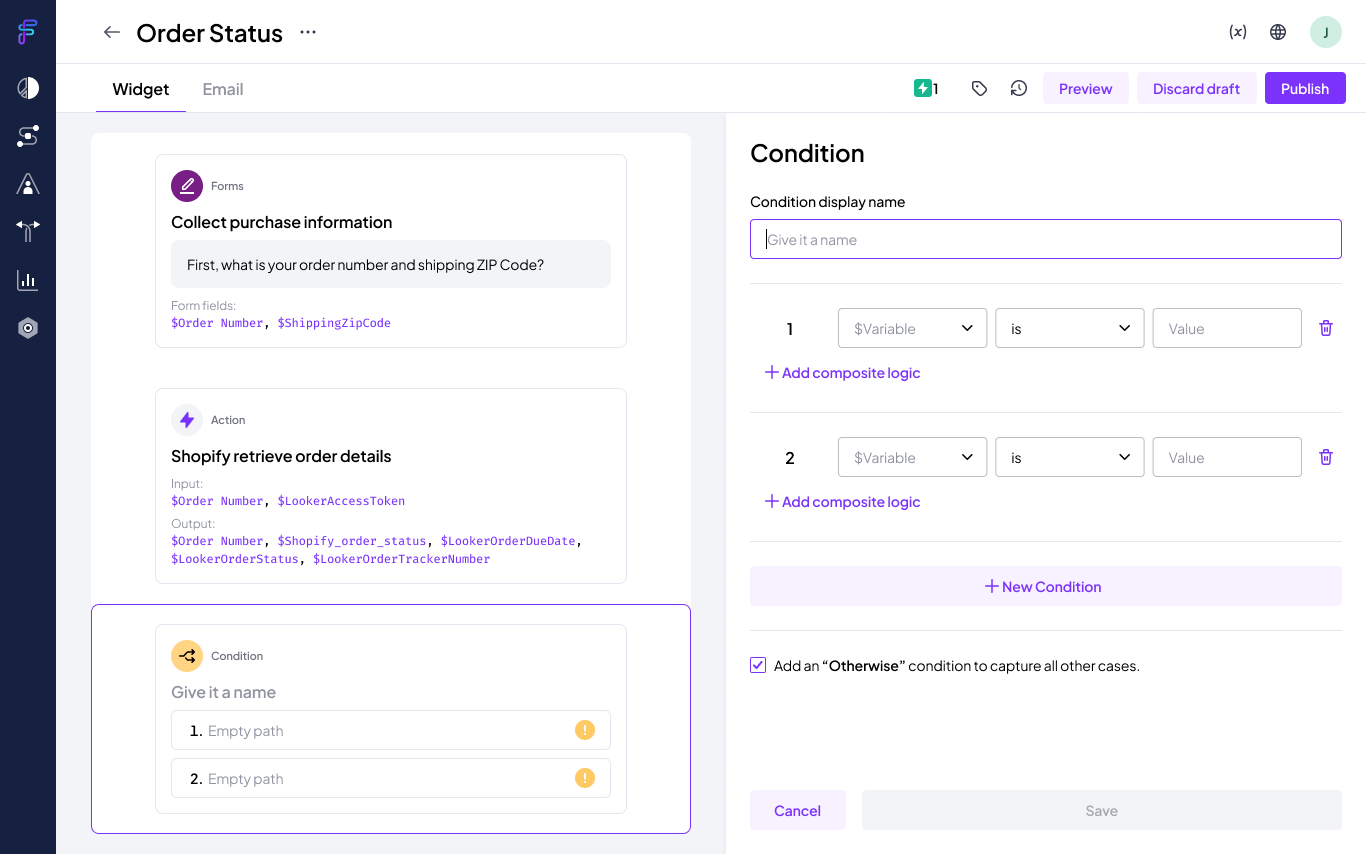 Order Status
(x)
J
Widget
Email
1
Preview
Discard draft
Publish
Forms
Collect purchase information
First, what is your order number and shipping ZIP Code?
Form fields:
$Order Number, $ShippingZipCode
Action
Shopify retrieve order details
Input:
$Order Number, $LookerAccessToken
Output:
$Order Number, $Shopify_order_status, $LookerOrderDueDate,
$LookerOrderStatus, $LookerOrderTrackerNumber
Condition
Give it a name
1. Empty path !
2. Empty path !
Condition
Condition display name
Give it a name
1 $Variable is Value
+ Add composite logic
2 $Variable is Value
+ Add composite logic
+ New Condition
Add an “Otherwise” condition to capture all other cases.
Cancel
Save